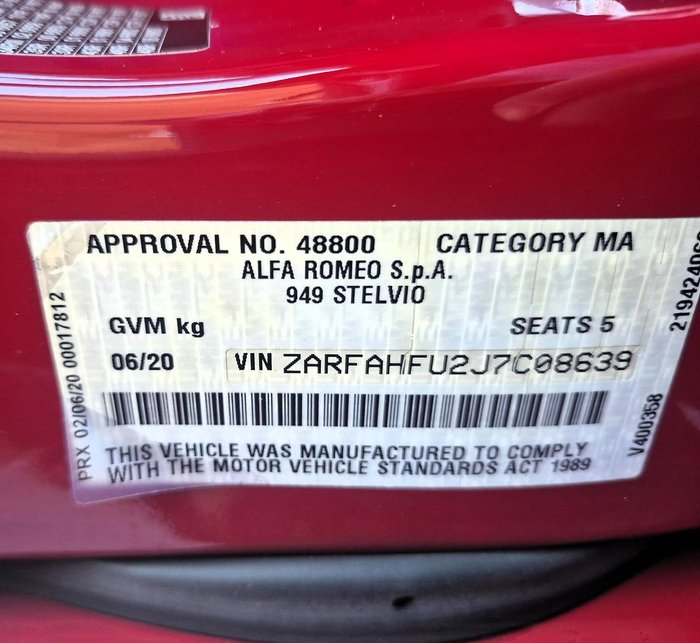 APPROVAL NO. 48800 CATEGORY MA
ALFA ROMEO S.p.A.
949 STELVIO
GVM kg SEATS 5
06/20 VIN ZARFAHFU2J7C08639
THIS VEHICLE WAS MANUFACTURED TO COMPLY
WITH THE MOTOR VEHICLE STANDARDS ACT 1989
PRX 02/06/20 00017812
V400358